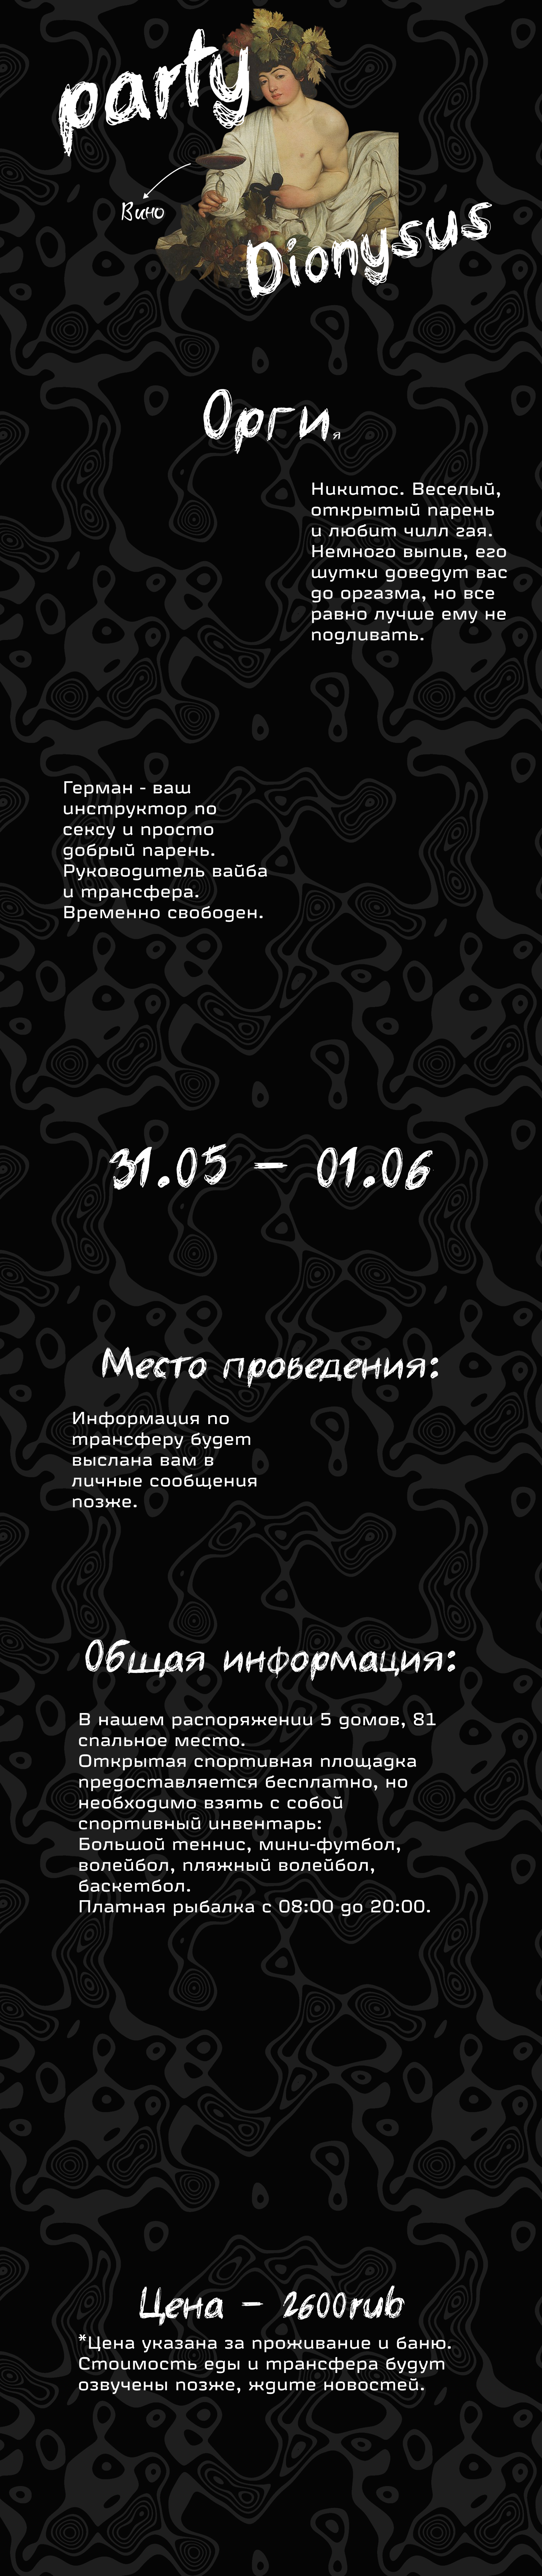 party
Вино
Dionysus
Орги.я
Никитос. Веселый,
открытый парень
и любит чилл гая.
Немного выпив, его
шутки доведут вас
до оргазма, но все
равно лучше ему не
подливать.
Герман - ваш
инструктор по
сексу и просто
добрый парень.
Руководитель вайба
и трансфера.
Временно свободен.
31.05 – 01.06
Место проведения:
Информация по
трансферу будет
выслана вам в
личные сообщения
позже.
Общая информация:
В нашем распоряжении 5 домов, 81
спальное место.
Открытая спортивная площадка
предоставляется бесплатно, но
необходимо взять с собой
спортивный инвентарь:
Большой теннис, мини-футбол,
волейбол, пляжный волейбол,
баскетбол.
Платная рыбалка с 08:00 до 20:00.
Цена – 2600rub
*Цена указана за проживание и баню.
Стоимость еды и трансфера будут
озвучены позже, ждите новостей.